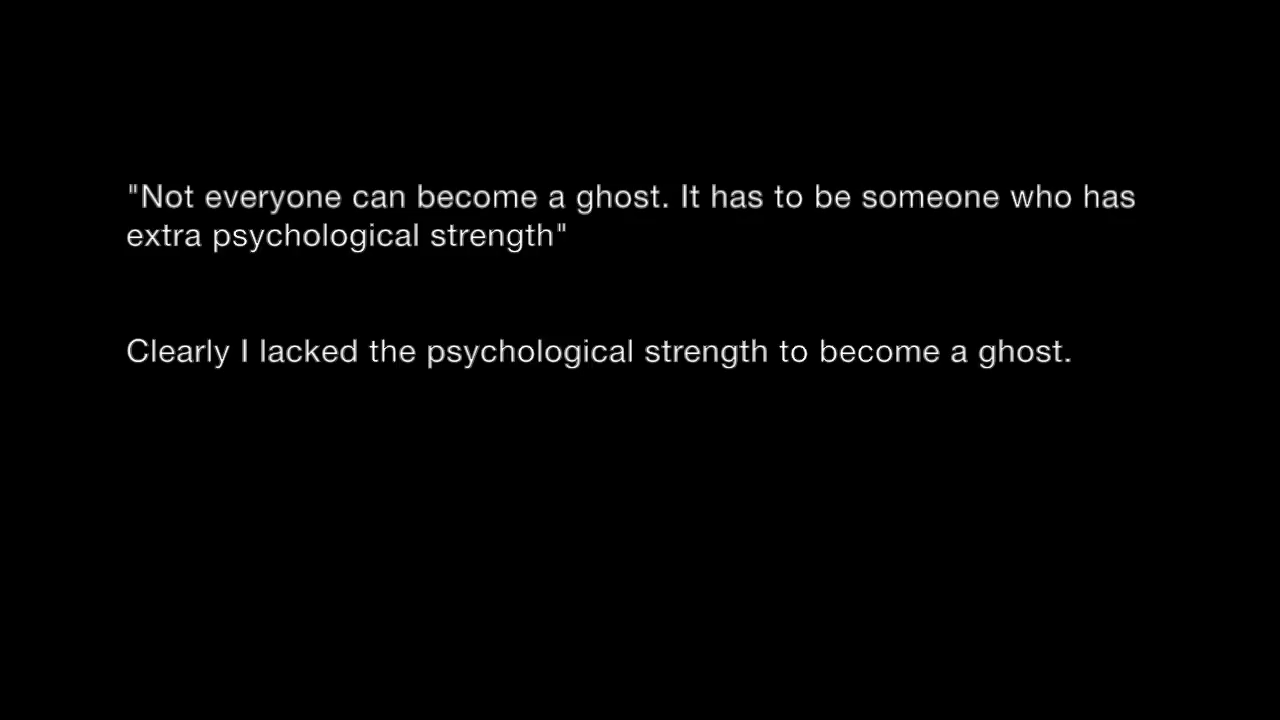 "Not everyone can become a ghost. It has to be someone who has
extra psychological strength"
Clearly I lacked the psychological strength to become a ghost.